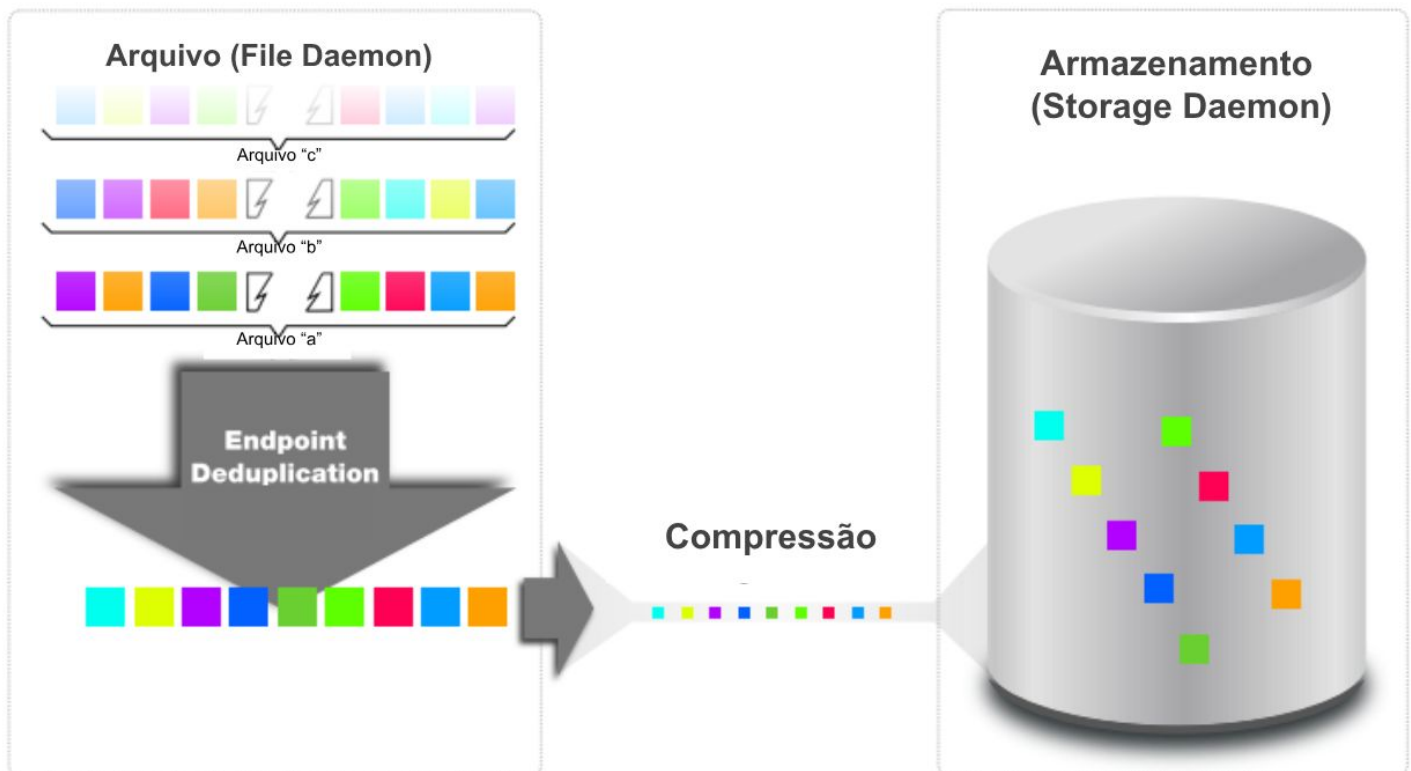 Arquivo (File Daemon)
Arquivo “c”
Arquivo “b”
Arquivo “a”
Endpoint
Deduplication
Compressão
Armazenamento
(Storage Daemon)